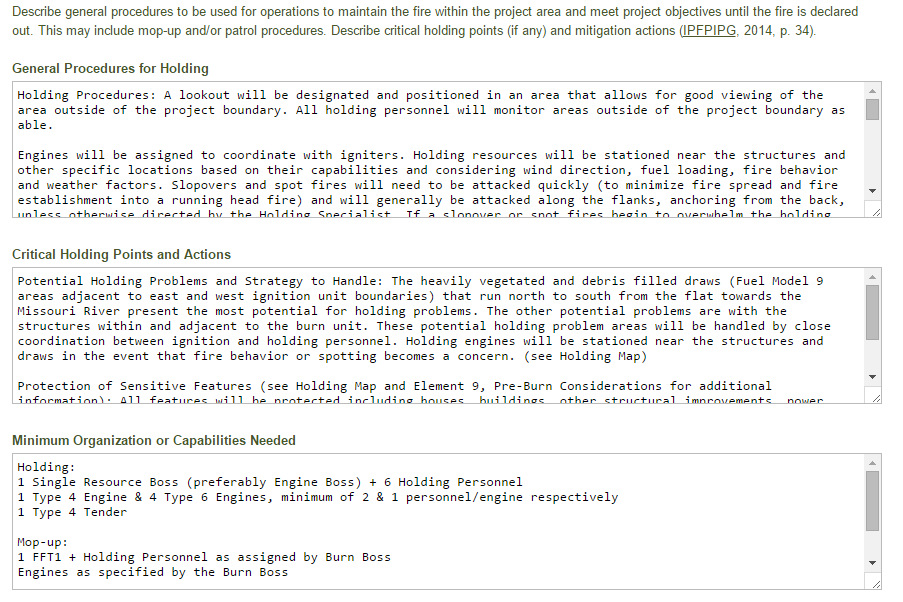 Describe general procedures to be used for operations to maintain the fire within the project area and meet project objectives until the fire is declared
out. This may include mop-up and/or patrol procedures. Describe critical holding points (if any) and mitigation actions (IPFPIPG, 2014, p. 34).
General Procedures for Holding
Holding Procedures: A lookout will be designated and positioned in an area that allows for good viewing of the
area outside of the project boundary. All holding personnel will monitor areas outside of the project boundary as
able.
Engines will be assigned to coordinate with igniters. Holding resources will be stationed near the structures and
other specific locations based on their capabilities and considering wind direction, fuel loading, fire behavior
and weather factors. Slopovers and spot fires will need to be attacked quickly (to minimize fire spread and fire
establishment into a running head fire) and will generally be attacked along the flanks, anchoring from the back,
unless otherwise directed by the Holding Specialist. If a slopover or spot fires begin to overwhelm the holding
Critical Holding Points and Actions
Potential Holding Problems and Strategy to Handle: The heavily vegetated and debris filled draws (Fuel Model 9
areas adjacent to east and west ignition unit boundaries) that run north to south from the flat towards the
Missouri River present the most potential for holding problems. The other potential problems are with the
structures within and adjacent to the burn unit. These potential holding problem areas will be handled by close
coordination between ignition and holding personnel. Holding engines will be stationed near the structures and
draws in the event that fire behavior or spotting becomes a concern. (see Holding Map)
Protection of Sensitive Features (see Holding Map and Element 9, Pre-Burn Considerations for additional
information): All features will be protected including houses, buildings, other structural improvements, power
Minimum Organization or Capabilities Needed
Holding:
1 Single Resource Boss (preferably Engine Boss) + 6 Holding Personnel
1 Type 4 Engine & 4 Type 6 Engines, minimum of 2 & 1 personnel/engine respectively
1 Type 4 Tender
Mop-up:
1 FFT1 + Holding Personnel as assigned by Burn Boss
Engines as specified by the Burn Boss